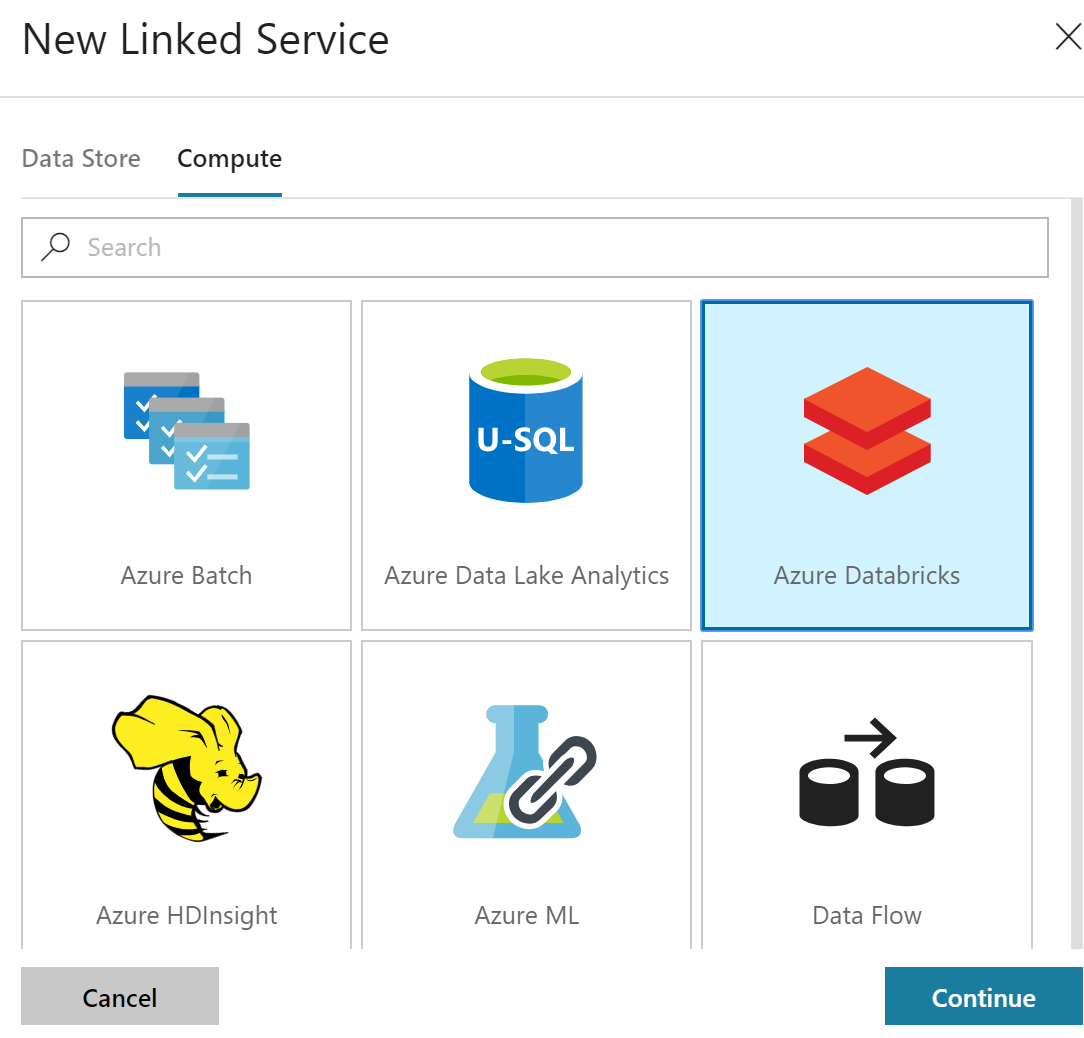 New Linked Service
Data Store Compute
Search
U-SQL
Azure Batch Azure Data Lake Analytics Azure Databricks
Azure HDInsight Azure ML Data Flow
Cancel Continue